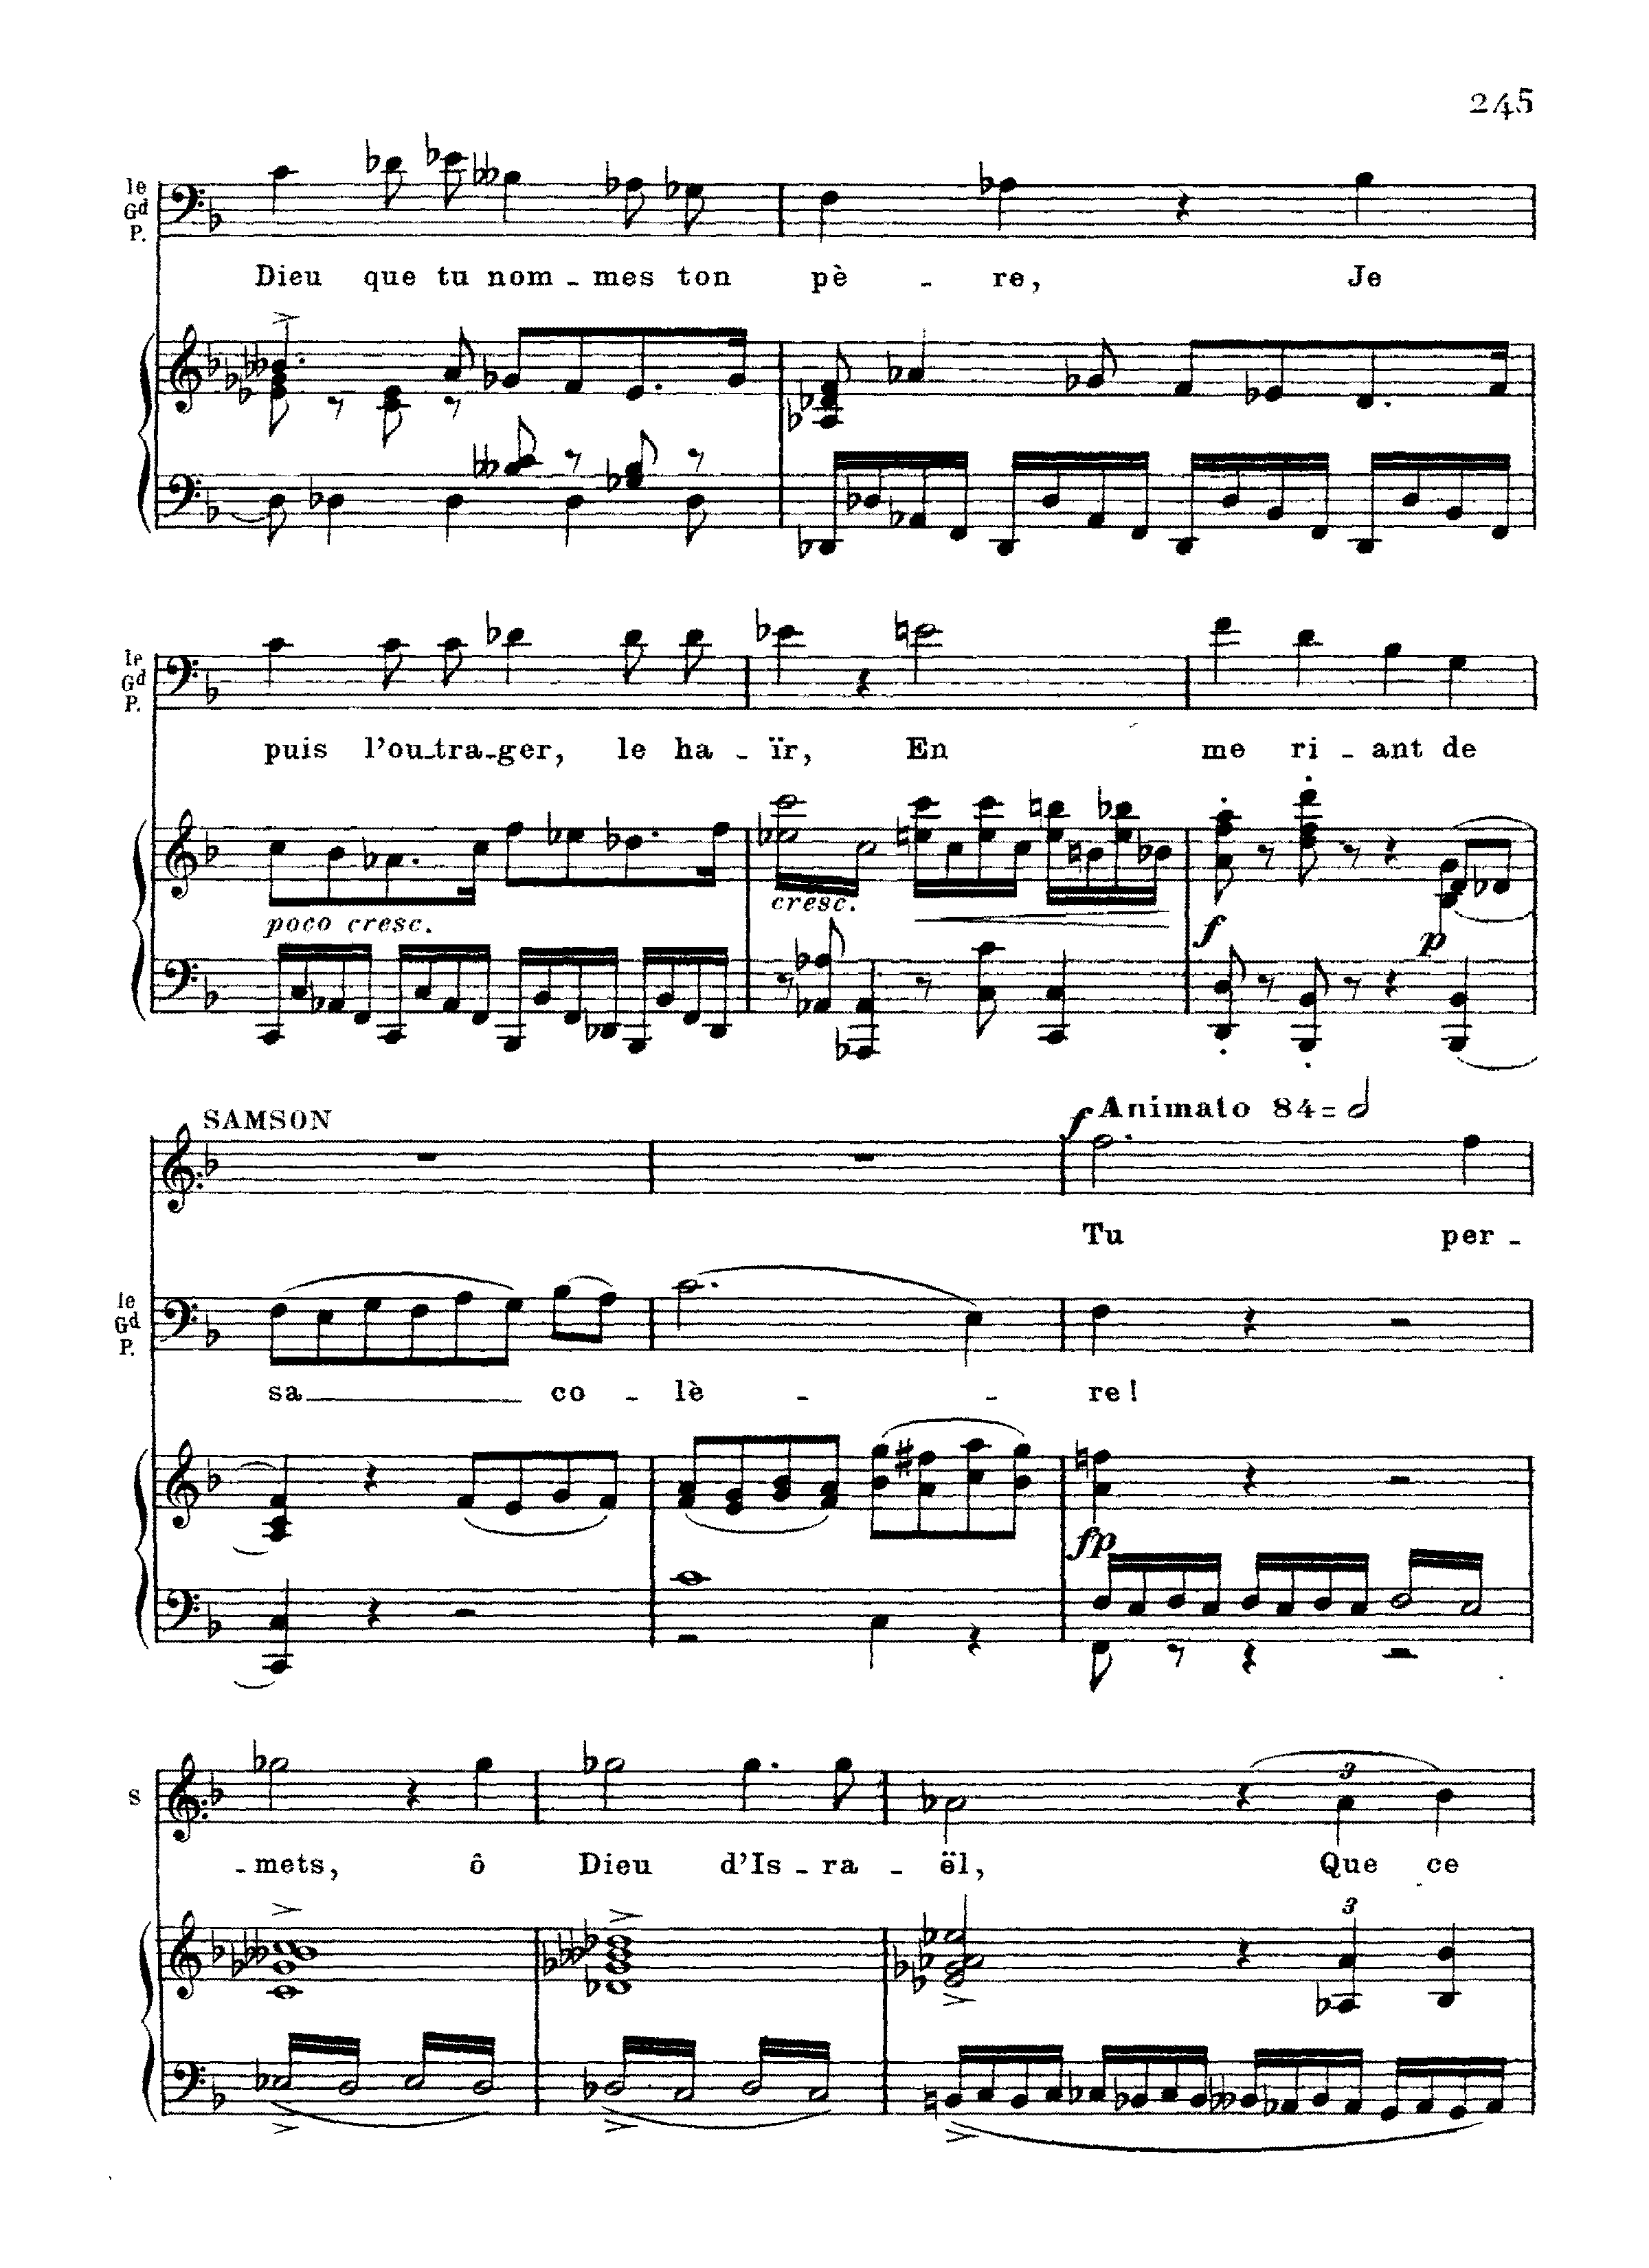 245
le
Gd
P.
Dieu que tu nom - mes ton pè - re, Je
le
Gd
P.
puis l'ou - tra - ger, le ha - ïr, En me ri - ant de
poco cresc.
cresc.
f
p
SAMSON
f Animato 84=
Tu per -
le
Gd
P.
sa co - lè - re!
fp
S
3
- mets, ô Dieu d'Is - ra - ël, Que ce
3